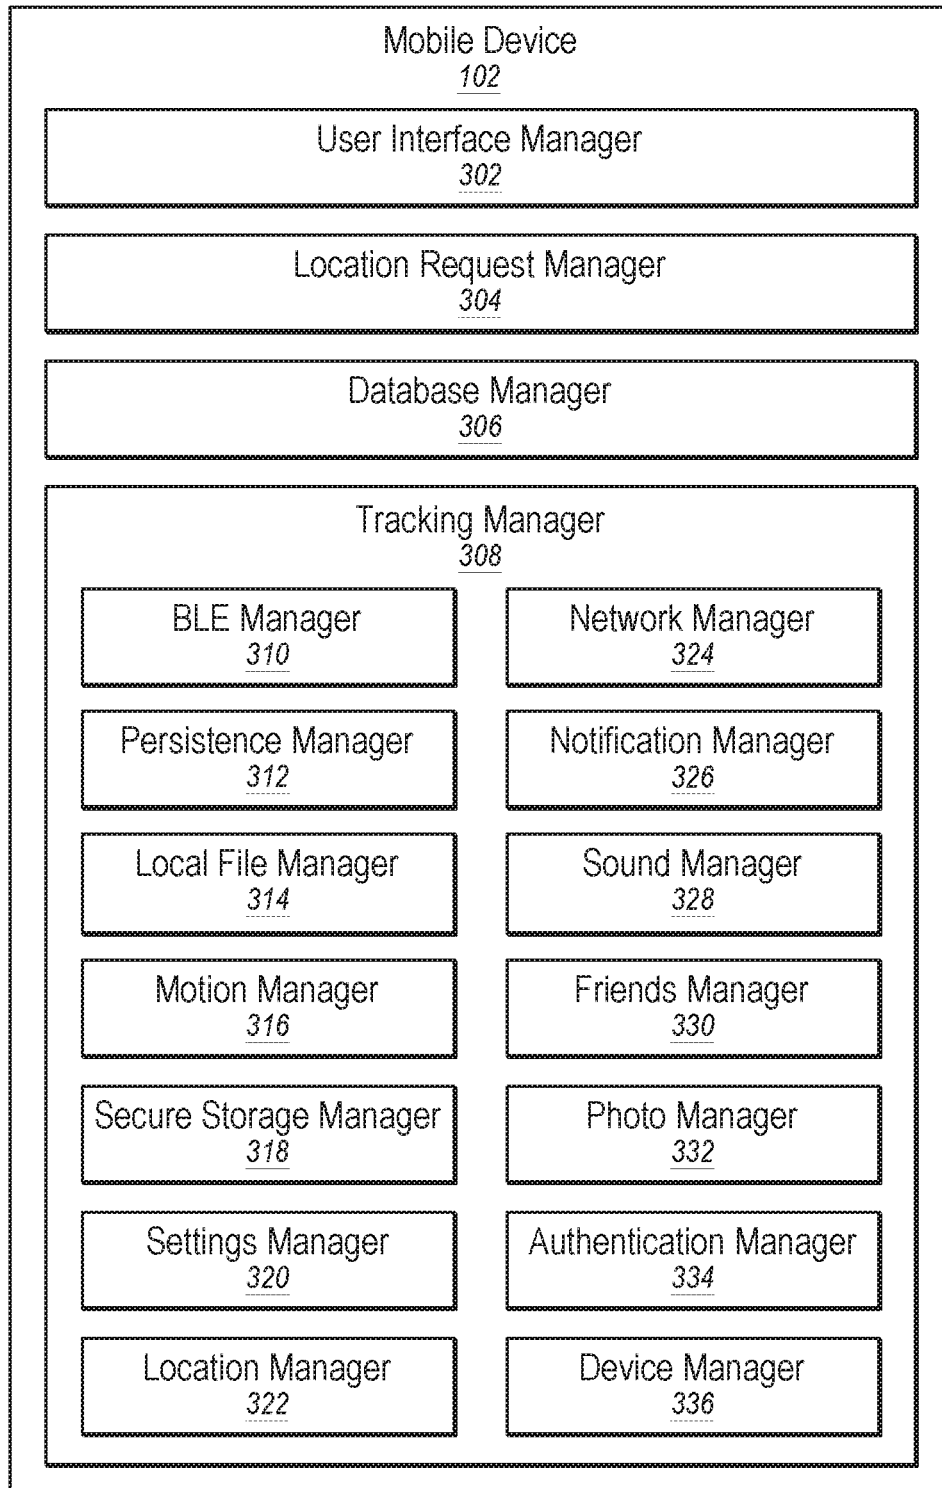 Mobile Device
102
User Interface Manager
302
Location Request Manager
304
Database Manager
306
Tracking Manager
308
BLE Manager
310
Network Manager
324
Persistence Manager
312
Notification Manager
326
Local File Manager
314
Sound Manager
328
Motion Manager
316
Friends Manager
330
Secure Storage Manager
318
Photo Manager
332
Settings Manager
320
Authentication Manager
334
Location Manager
322
Device Manager
336